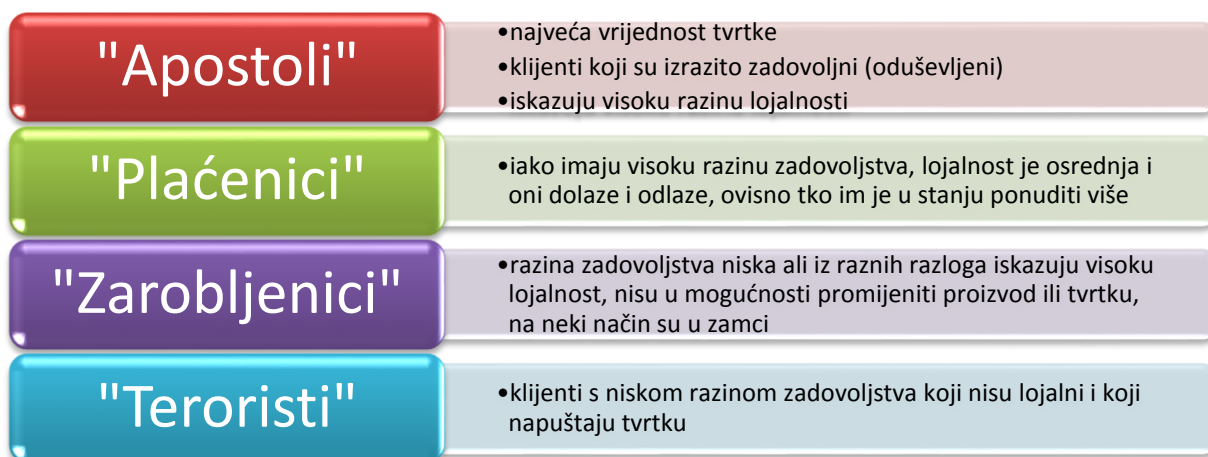 "Apostoli"
•najveća vrijednost tvrtke
•klijenti koji su izrazito zadovoljni (oduševljeni)
•iskazuju visoku razinu lojalnosti
"Plaćenici"
•iako imaju visoku razinu zadovoljstva, lojalnost je osrednja i
oni dolaze i odlaze, ovisno tko im je u stanju ponuditi više
"Zarobljenici"
•razina zadovoljstva niska ali iz raznih razloga iskazuju visoku
lojalnost, nisu u mogućnosti promijeniti proizvod ili tvrtku,
na neki način su u zamci
"Teroristi"
•klijenti s niskom razinom zadovoljstva koji nisu lojalni i koji
napuštaju tvrtku